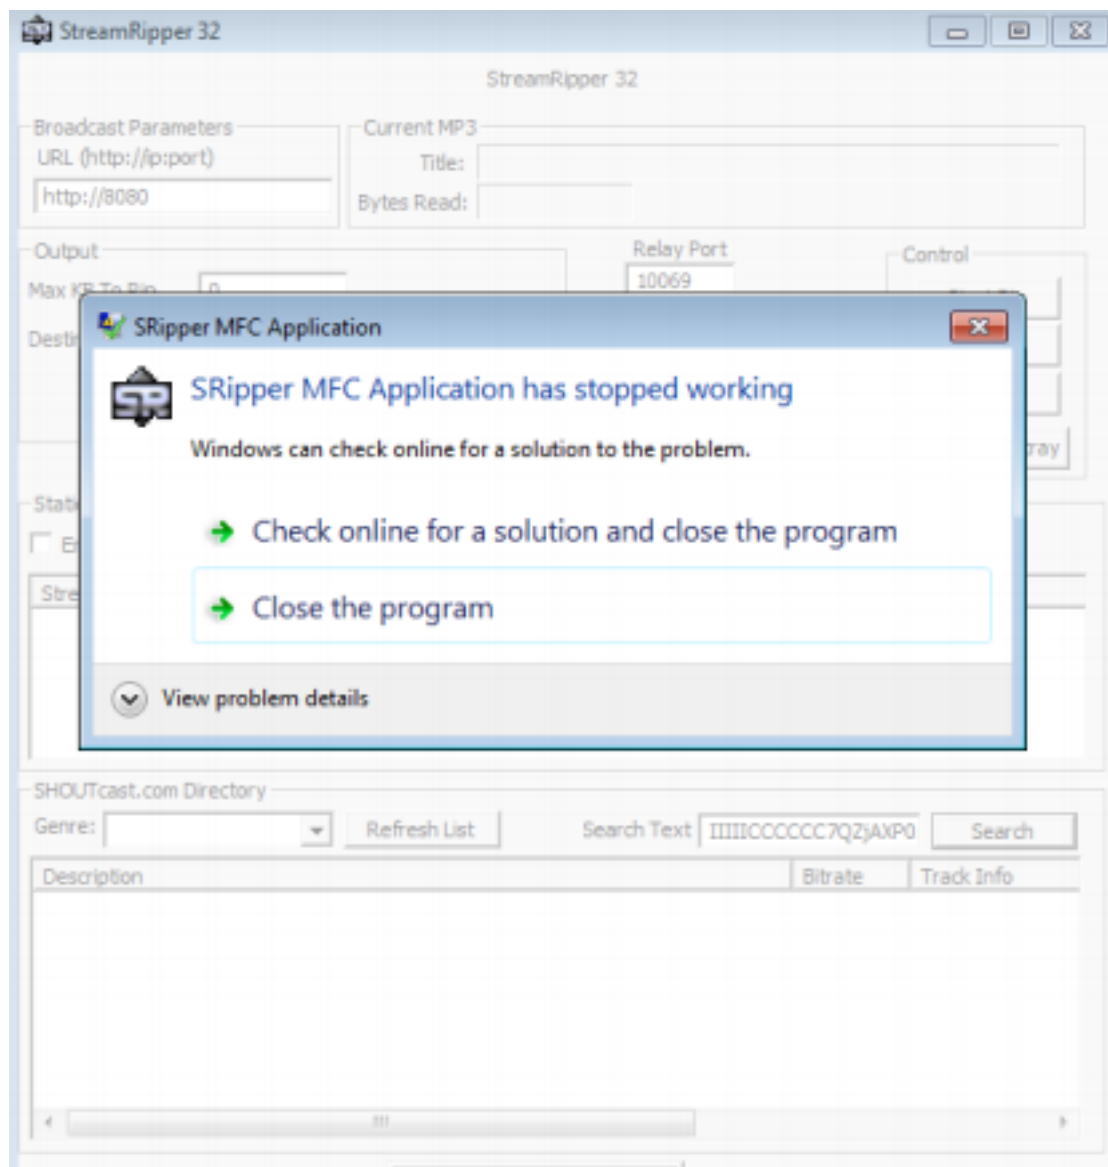 StreamRipper 32
StreamRipper 32
Broadcast Parameters
Current MP3
URL (http://ip:port)
Title:
http://8080
Bytes Read:
Output
Relay Port
Control
10069
SRipper MFC Application
SRipper MFC Application has stopped working
Windows can check online for a solution to the problem.
Check online for a solution and close the program
Close the program
View problem details
SHOUTcast.com Directory
Genre:
Refresh List
Search Text
IIIIICCCCCC7QZjAXP0
Search
Description
Bitrate
Track Info